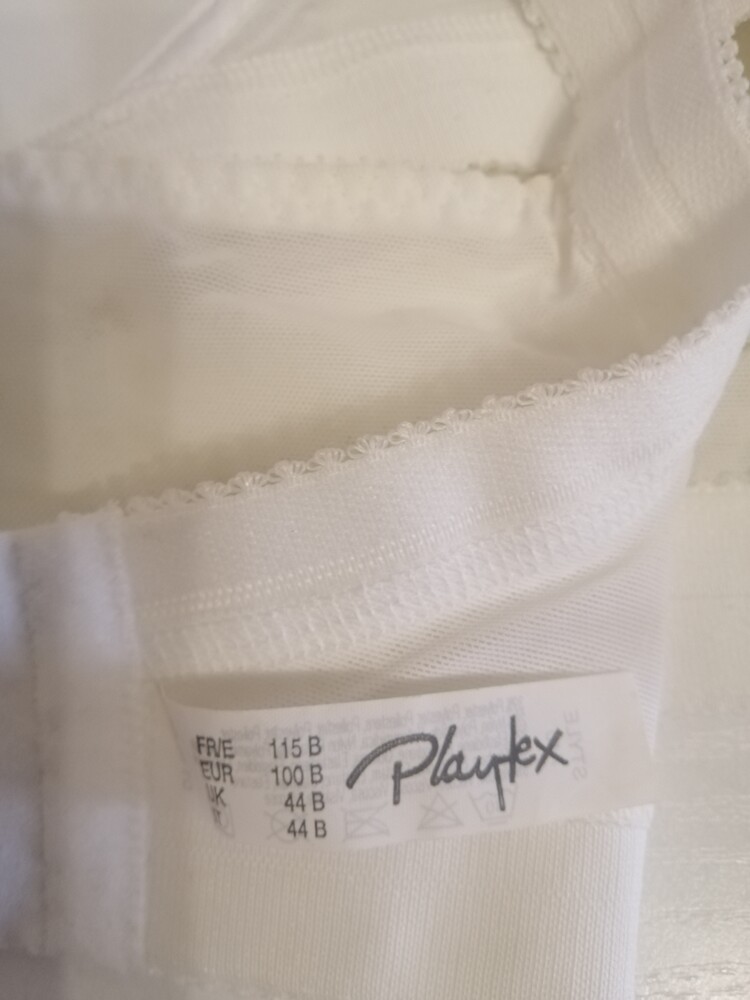 FR/E 115 B
EUR 100 B
UK 44 B
44 B
Playtex